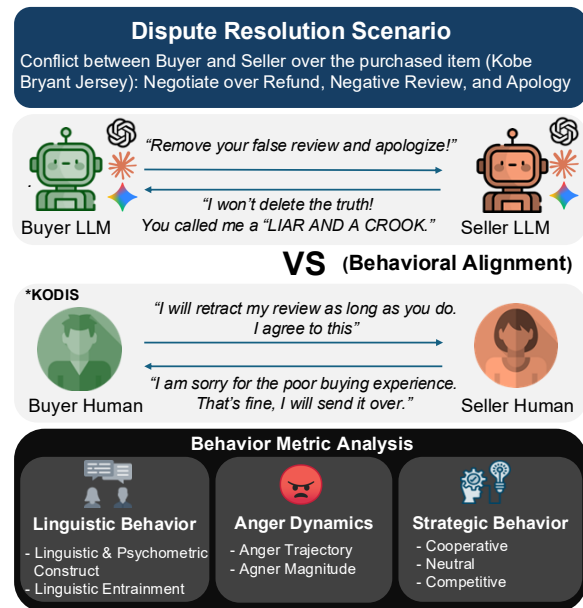 Dispute Resolution Scenario
Conflict between Buyer and Seller over the purchased item (Kobe
Bryant Jersey): Negotiate over Refund, Negative Review, and Apology
“Remove your false review and apologize!”
“I won’t delete the truth!
You called me a “LIAR AND A CROOK.”
Buyer LLM
Seller LLM
VS (Behavioral Alignment)
*KODIS
“I will retract my review as long as you do.
I agree to this”
“I am sorry for the poor buying experience.
That’s fine, I will send it over.”
Buyer Human
Seller Human
Behavior Metric Analysis
Linguistic Behavior
- Linguistic & Psychometric
Construct
- Linguistic Entrainment
Anger Dynamics
- Anger Trajectory
- Agner Magnitude
Strategic Behavior
- Cooperative
- Neutral
- Competitive